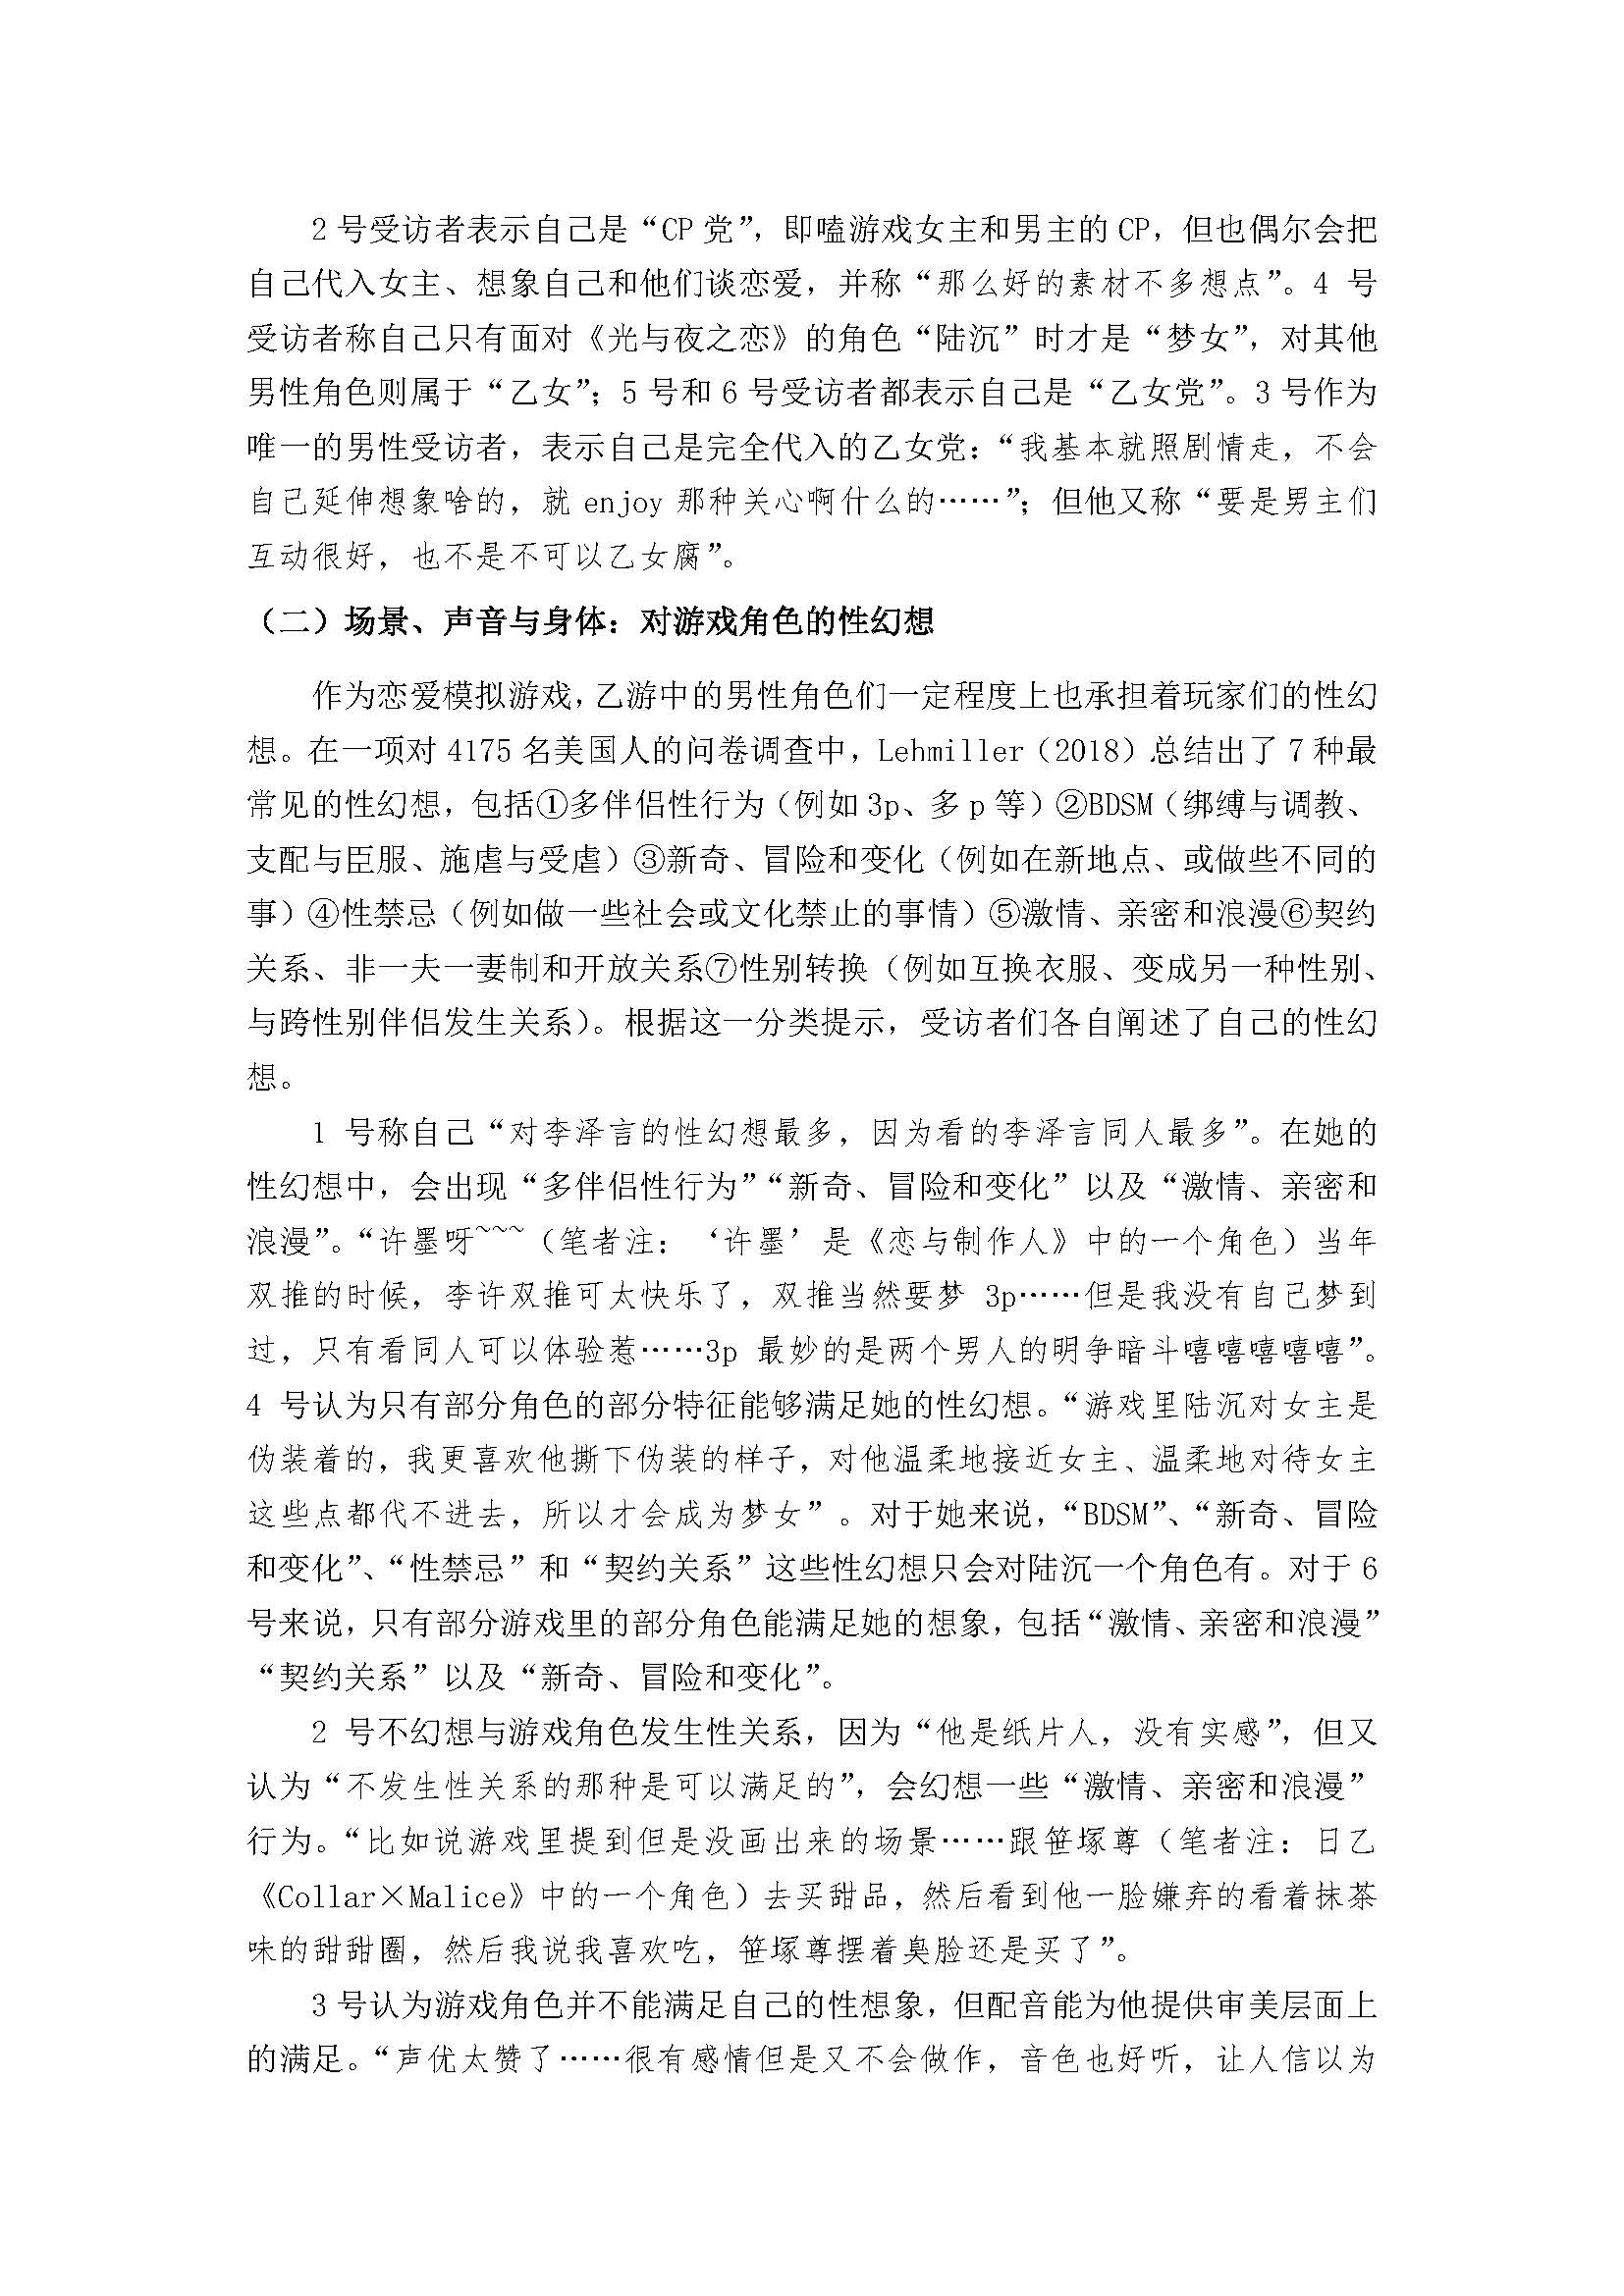 2 号受访者表示自己是“CP 党”，即嗑游戏女主和男主的 CP，但也偶尔会把
自己代入女主、想象自己和他们谈恋爱，并称“那么好的素材不多想点”。4 号
受访者称自己只有面对《光与夜之恋》的角色“陆沉”时才是“梦女”，对其他
男性角色则属于“乙女”；5 号和 6 号受访者都表示自己是“乙女党”。3 号作为
唯一的男性受访者，表示自己是完全代入的乙女党：“我基本就照剧情走，不会
自己延伸想象啥的，就 enjoy 那种关心啊什么的……”；但他又称“要是男主们
互动很好，也不是不可以乙女腐”。
（二）场景、声音与身体：对游戏角色的性幻想
作为恋爱模拟游戏，乙游中的男性角色们一定程度上也承担着玩家们的性幻
想。在一项对 4175 名美国人的问卷调查中，Lehmiller（2018）总结出了 7 种最
常见的性幻想，包括①多伴侣性行为（例如 3p、多 p 等）②BDSM（绑缚与调教、
支配与臣服、施虐与受虐）③新奇、冒险和变化（例如在新地点、或做些不同的
事）④性禁忌（例如做一些社会或文化禁止的事情）⑤激情、亲密和浪漫⑥契约
关系、非一夫一妻制和开放关系⑦性别转换（例如互换衣服、变成另一种性别、
与跨性别伴侣发生关系）。根据这一分类提示，受访者们各自阐述了自己的性幻
想。
1 号称自己“对李泽言的性幻想最多，因为看的李泽言同人最多”。在她的
性幻想中，会出现“多伴侣性行为”“新奇、冒险和变化”以及“激情、亲密和
浪漫”。“许墨呀~~~（笔者注：‘许墨’是《恋与制作人》中的一个角色）当年
双推的时候，李许双推可太快乐了，双推当然要梦 3p……但是我没有自己梦到
过，只有看同人可以体验惹……3p 最妙的是两个男人的明争暗斗嘻嘻嘻嘻嘻”。
4 号认为只有部分角色的部分特征能够满足她的性幻想。“游戏里陆沉对女主是
伪装着的，我更喜欢他撕下伪装的样子，对他温柔地接近女主、温柔地对待女主
这些点都代不进去，所以才会成为梦女”。对于她来说，“BDSM”、“新奇、冒险
和变化”、“性禁忌”和“契约关系”这些性幻想只会对陆沉一个角色有。对于 6
号来说，只有部分游戏里的部分角色能满足她的想象，包括“激情、亲密和浪漫”
“契约关系”以及“新奇、冒险和变化”。
2 号不幻想与游戏角色发生性关系，因为“他是纸片人，没有实感”，但又
认为“不发生性关系的那种是可以满足的”，会幻想一些“激情、亲密和浪漫”
行为。“比如说游戏里提到但是没画出来的场景……跟笹塚尊（笔者注：日乙
《Collar×Malice》中的一个角色）去买甜品，然后看到他一脸嫌弃的看着抹茶
味的甜甜圈，然后我说我喜欢吃，笹塚尊摆着臭脸还是买了”。
3 号认为游戏角色并不能满足自己的性想象，但配音能为他提供审美层面上
的满足。“声优太赞了……很有感情但是又不会做作，音色也好听，让人信以为